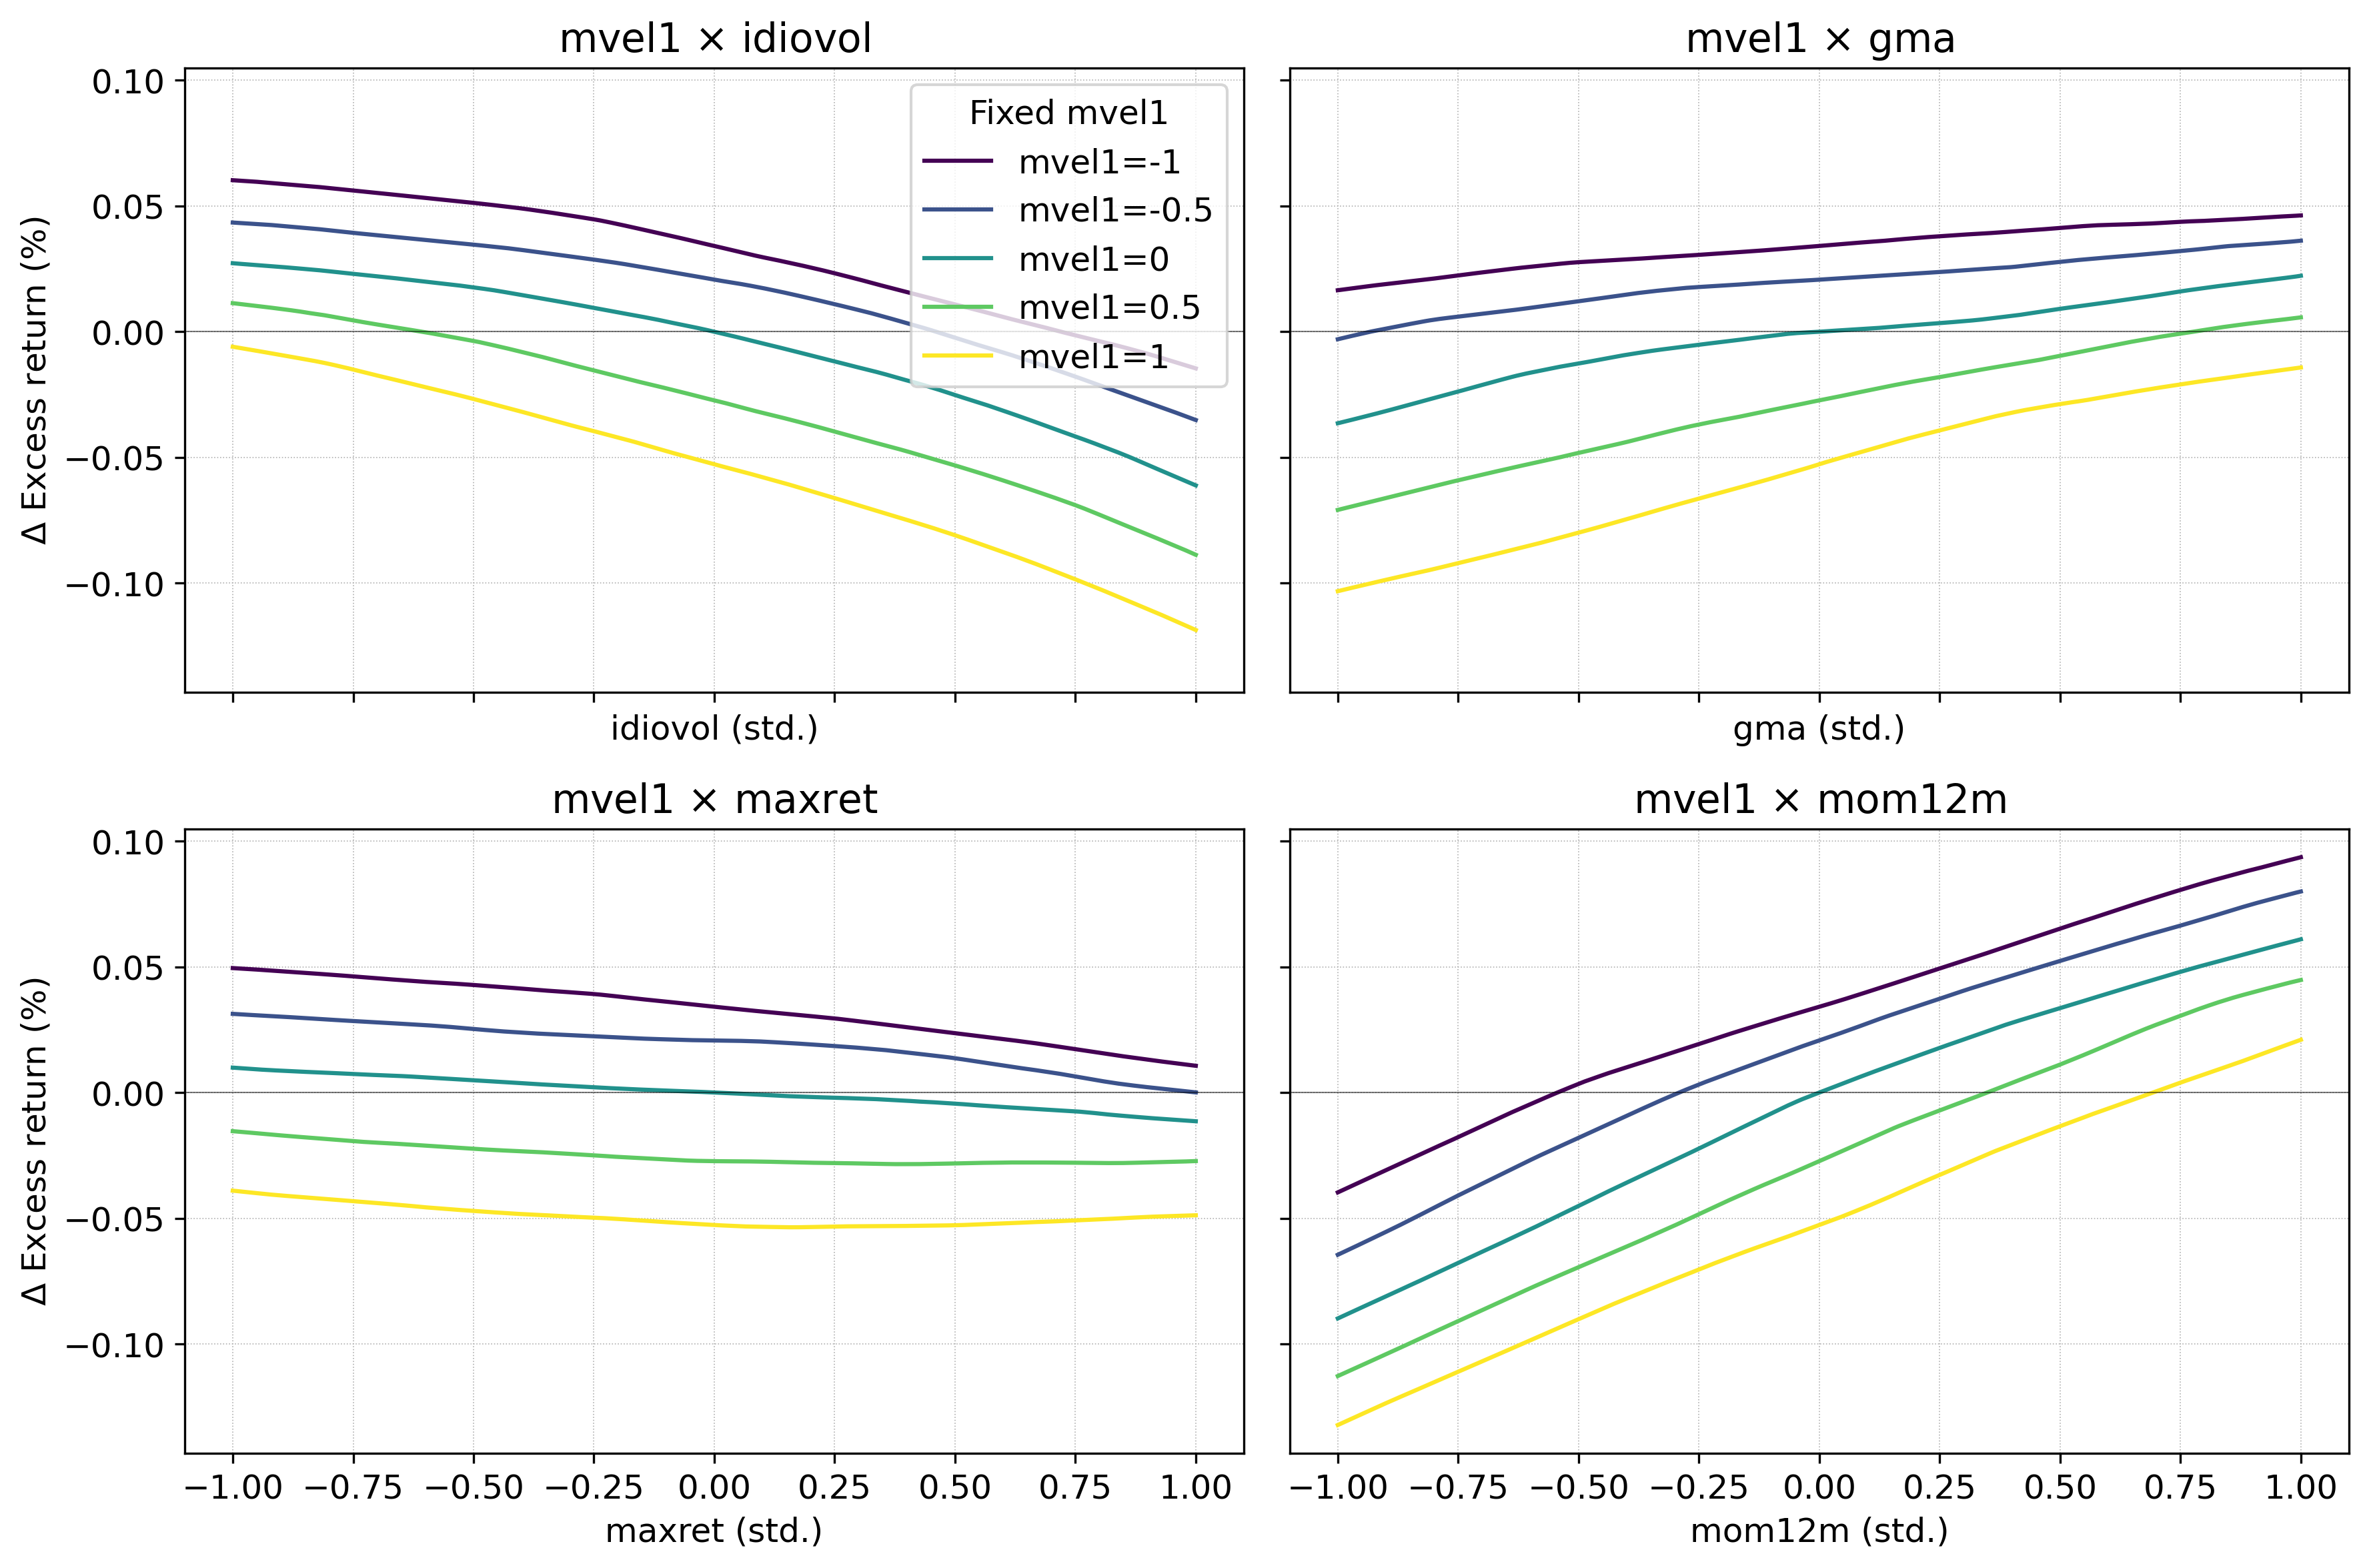 mvel1 × idiovol
mvel1 × gma
0.10
0.05
0.00
−0.05
−0.10
Δ Excess return (%)
Fixed mvel1
mvel1=-1
mvel1=-0.5
mvel1=0
mvel1=0.5
mvel1=1
idiovol (std.)
gma (std.)
mvel1 × maxret
mvel1 × mom12m
0.10
0.05
0.00
−0.05
−0.10
Δ Excess return (%)
−1.00 −0.75 −0.50 −0.25 0.00 0.25 0.50 0.75 1.00
−1.00 −0.75 −0.50 −0.25 0.00 0.25 0.50 0.75 1.00
maxret (std.)
mom12m (std.)